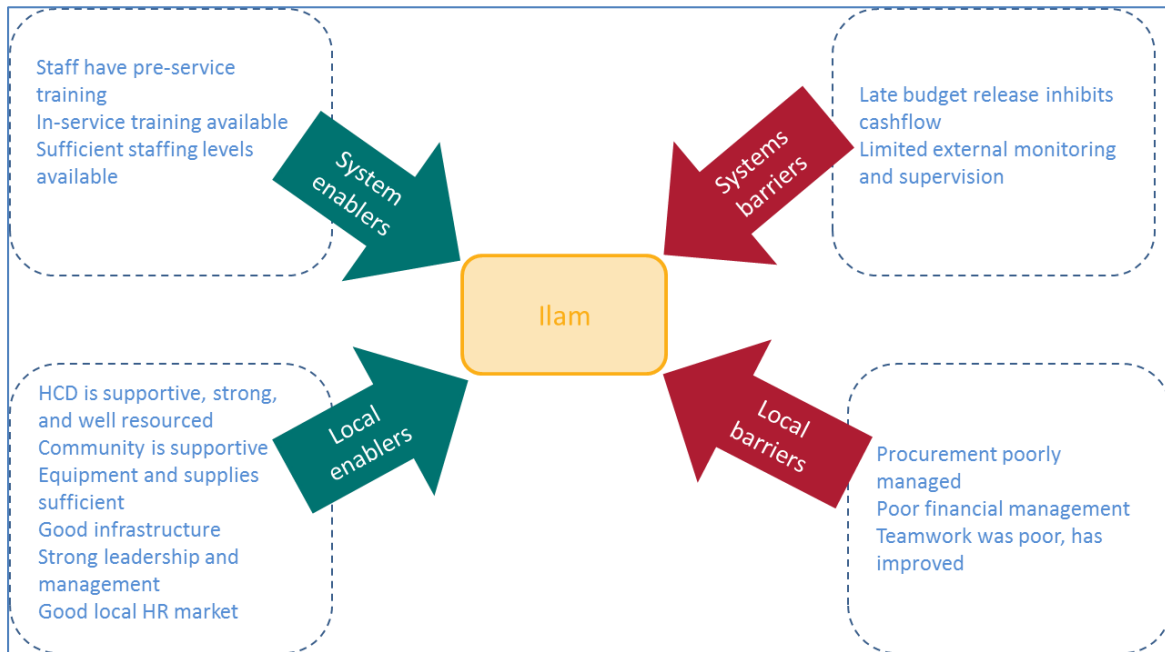 Staff have pre-service
training
In-service training available
Sufficient staffing levels
available
System
enablers
Systems
barriers
Late budget release inhibits
cashflow
Limited external monitoring
and supervision
Ilam
HCD is supportive, strong,
and well resourced
Community is supportive
Equipment and supplies
sufficient
Good infrastructure
Strong leadership and
management
Good local HR market
Local
enablers
Local
barriers
Procurement poorly
managed
Poor financial management
Teamwork was poor, has
improved